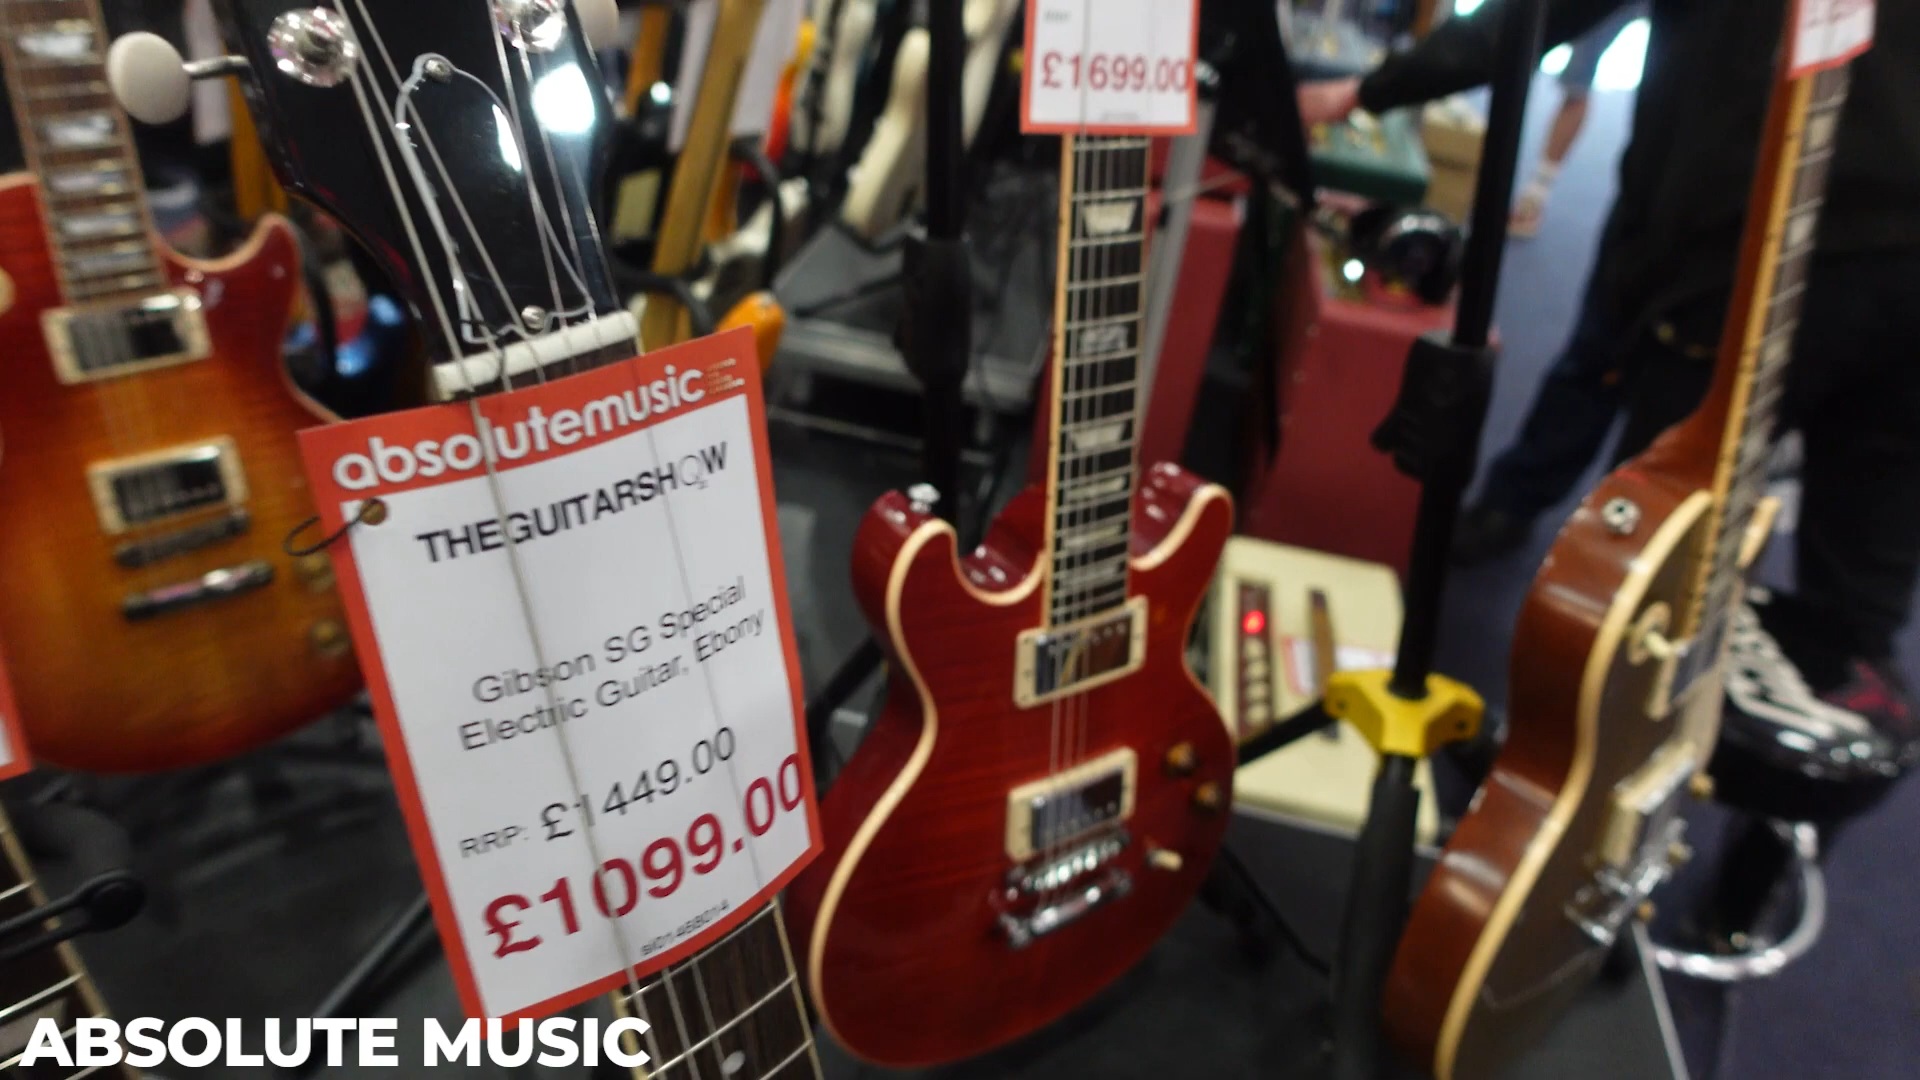 £1699.00
absolutemusic
THEGUITARSHOW
Gibson SG Special
Electric Guitar, Ebony
RRP: £1449.00
£1099.00
ABSOLUTE MUSIC